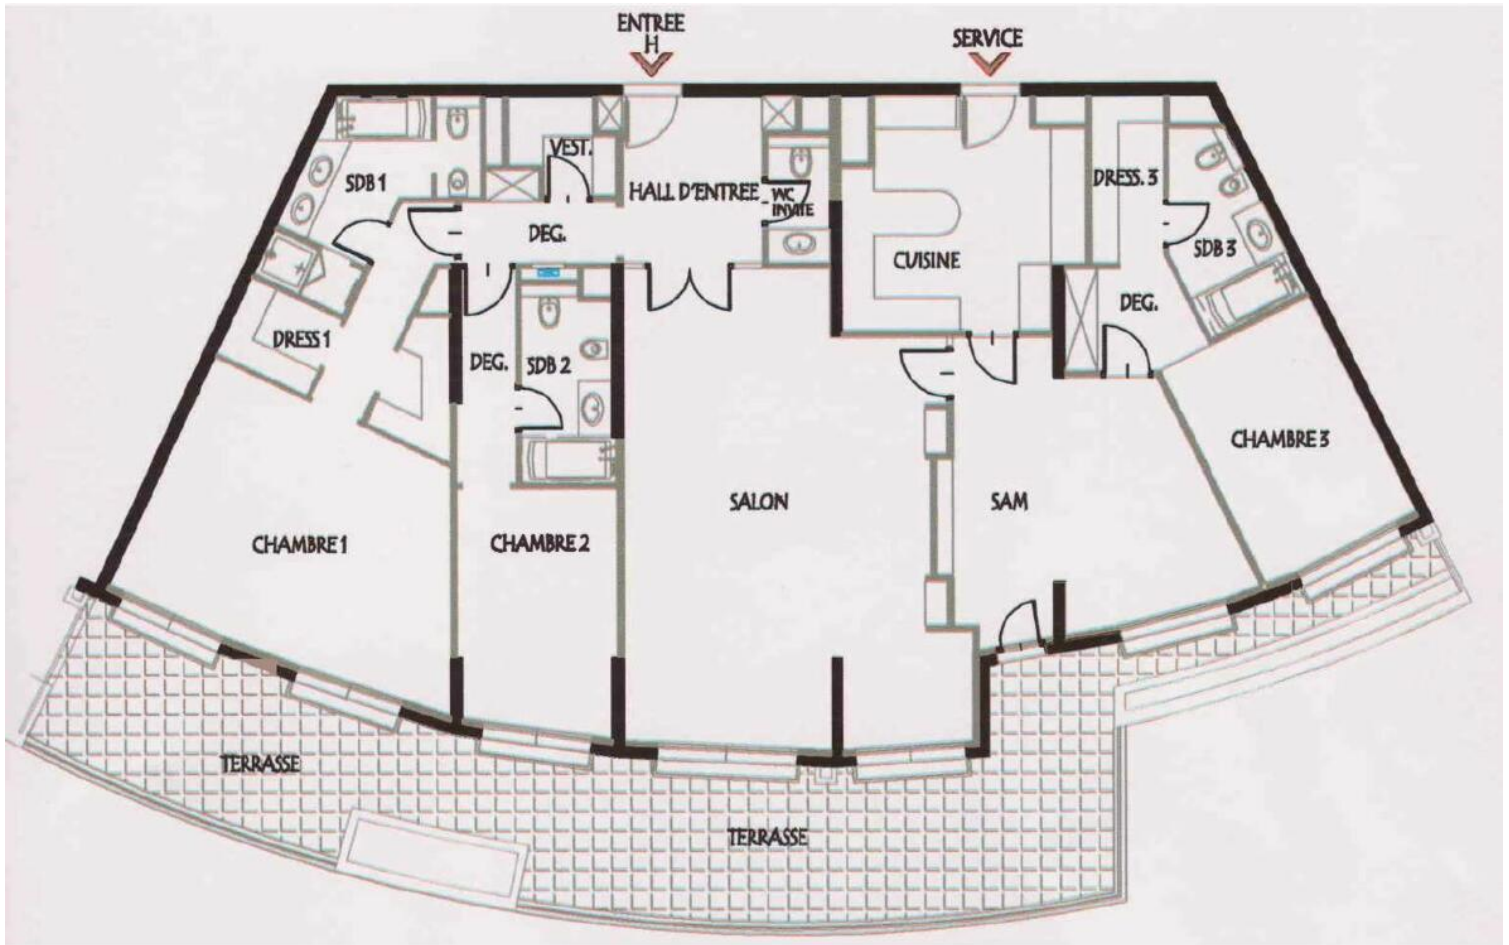 ENTREE
H
SERVICE
VEST.
SDB 1
HALL D'ENTREE
WC
INVITE
DRESS. 3
DEG.
CUISINE
SDB 3
DEG.
DRESS 1
DEG.
SDB 2
CHAMBRE 3
SALON
SAM
CHAMBRE 1
CHAMBRE 2
TERRASSE
TERRASSE